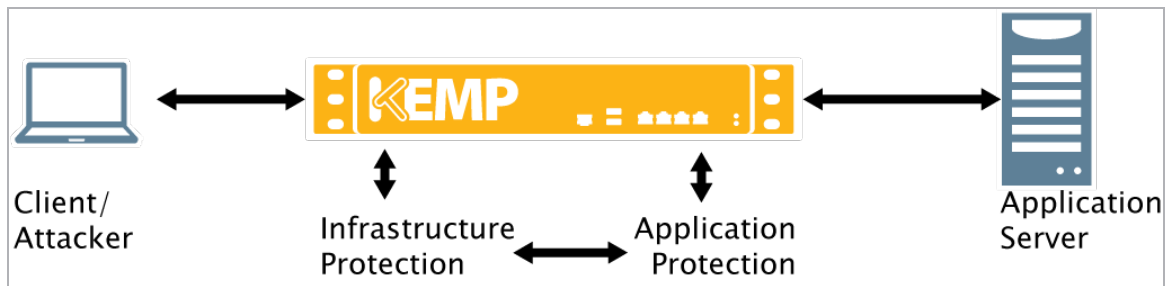 KEMP
Client/
Attacker
Infrastructure
Protection
Application
Protection
Application
Server